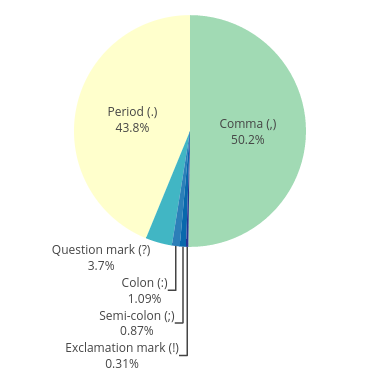 Period (.)
43.8%
Comma (,)
50.2%
Question mark (?)
3.7%
Colon (:)
1.09%
Semi-colon (;)
0.87%
Exclamation mark (!)
0.31%